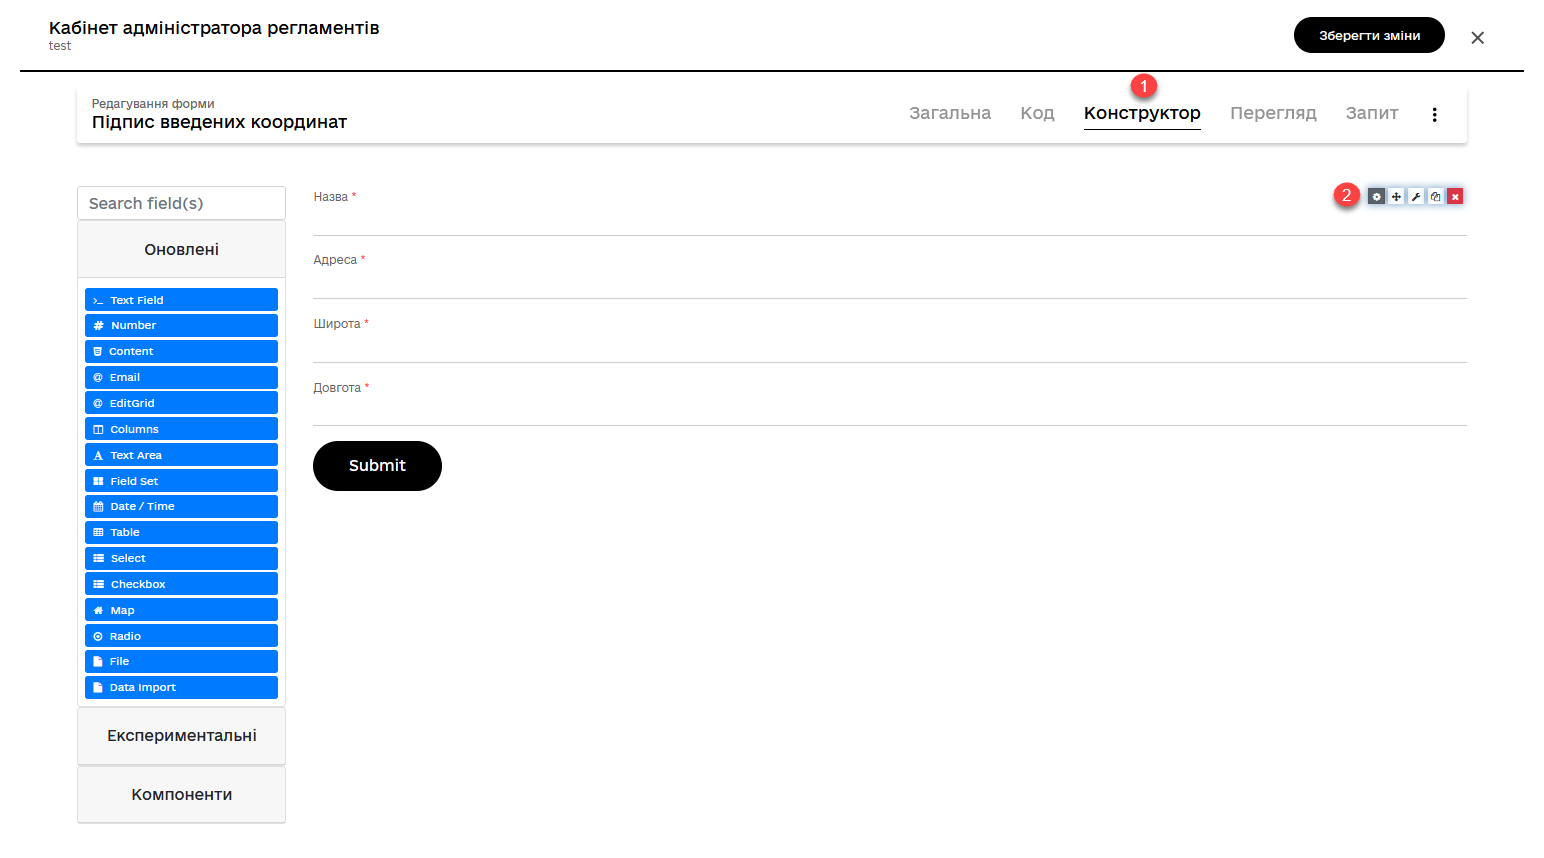 Кабінет адміністратора регламентів
test
Зберегти зміни
1
Редагування форми
Підпис введених координат
Загальна Код Конструктор Перегляд Запит
Search field(s)
Оновлені
Text Field
Number
Content
Email
EditGrid
Columns
Text Area
Field Set
Date / Time
Table
Select
Checkbox
Map
Radio
File
Data Import
Експериментальні
Компоненти
Назва *
2
Адреса *
Широта *
Довгота *
Submit